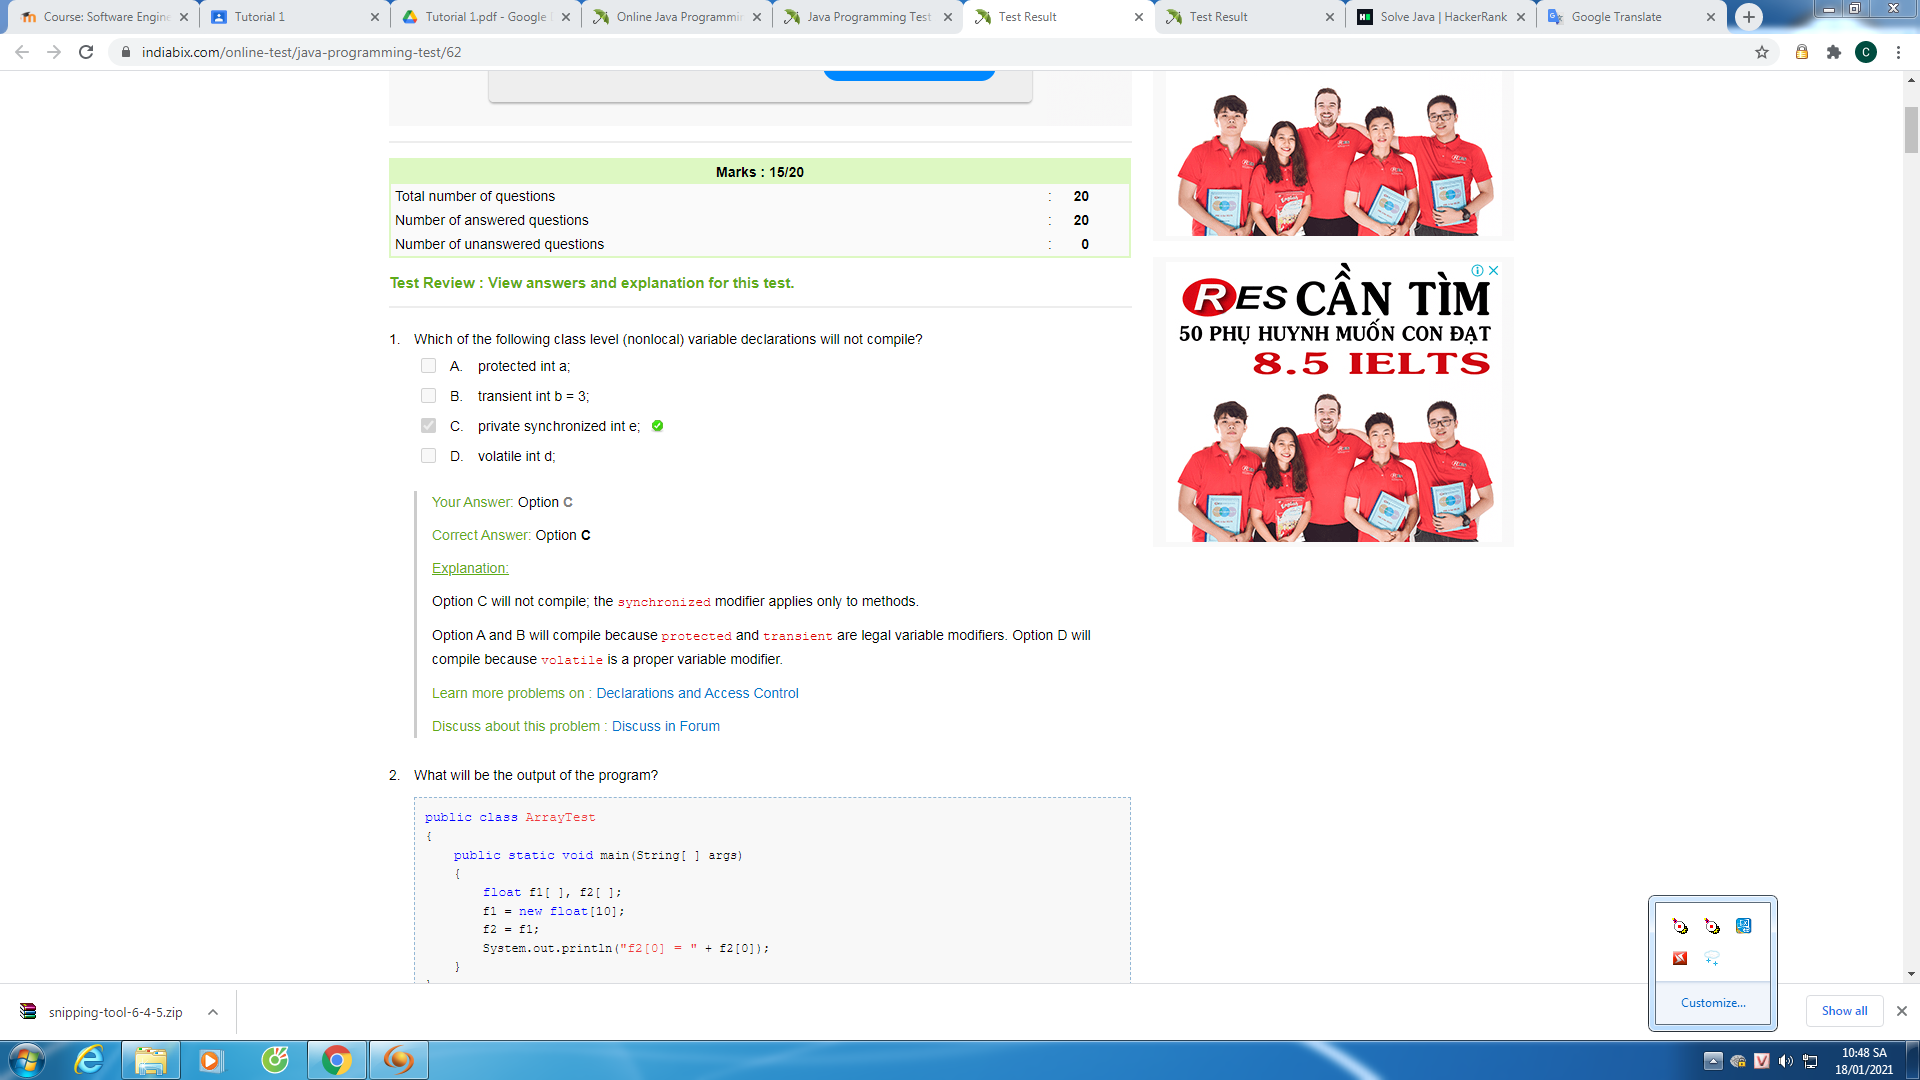 Course: Software Engine
Tutorial 1
Tutorial 1.pdf - Google
Online Java Programmin
Java Programming Test
Test Result
Test Result
Solve Java | HackerRank
Google Translate
indiabix.com/online-test/java-programming-test/62
C
Marks : 15/20
Total number of questions : 20
Number of answered questions : 20
Number of unanswered questions : 0
Test Review : View answers and explanation for this test.
1. Which of the following class level (nonlocal) variable declarations will not compile?
A. protected int a;
B. transient int b = 3;
C. private synchronized int e;
D. volatile int d;
Your Answer: Option C
Correct Answer: Option C
Explanation:
Option C will not compile; the synchronized modifier applies only to methods.
Option A and B will compile because protected and transient are legal variable modifiers. Option D will
compile because volatile is a proper variable modifier.
Learn more problems on : Declarations and Access Control
Discuss about this problem : Discuss in Forum
2. What will be the output of the program?
public class ArrayTest
{
public static void main(String[ ] args)
{
float f1[ ], f2[ ];
f1 = new float[10];
f2 = f1;
System.out.println("f2[0] = " + f2[0]);
}
RES CẦN TÌM
50 PHỤ HUYNH MUỐN CON ĐẠT
8.5 IELTS
Customize...
snipping-tool-6-4-5.zip
Show all
10:48 SA
18/01/2021